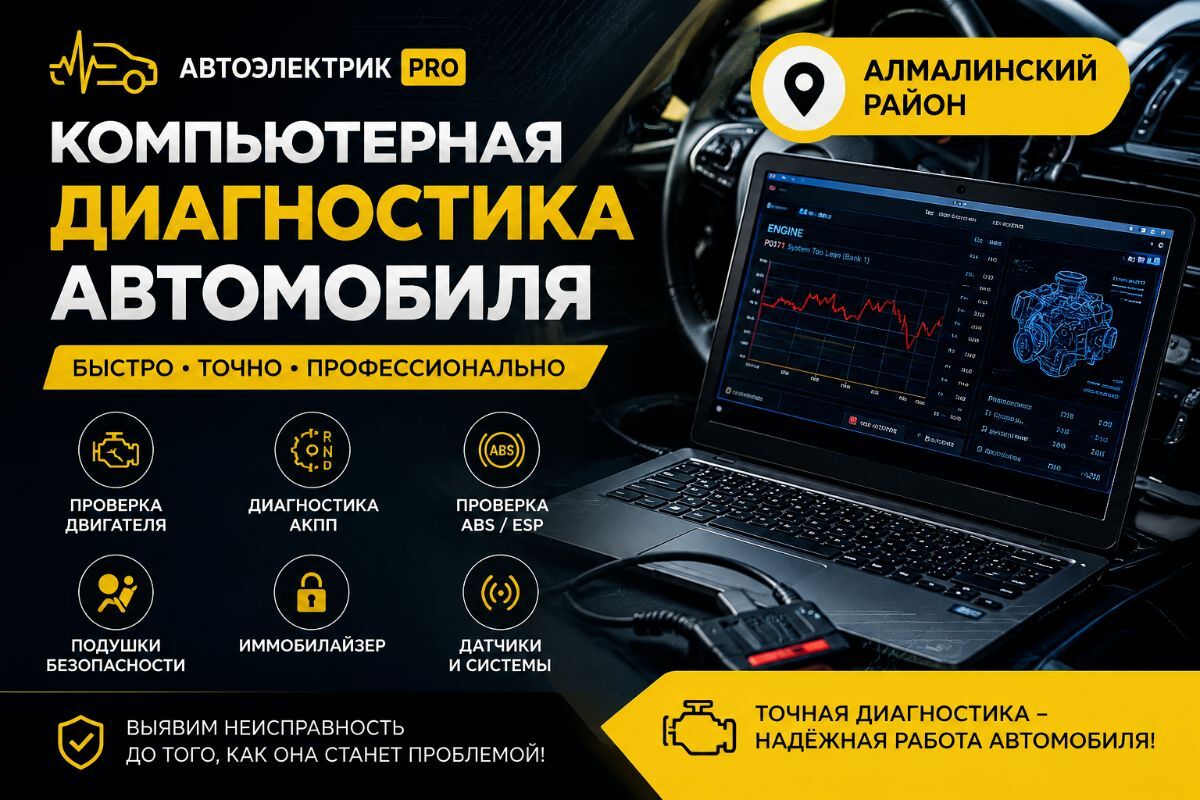 АВТОЭЛЕКТРИК PRO
АЛМАЛИНСКИЙ
РАЙОН
КОМПЬЮТЕРНАЯ
ДИАГНОСТИКА
АВТОМОБИЛЯ
БЫСТРО • ТОЧНО • ПРОФЕССИОНАЛЬНО
ENGINE
System Too Lean (Bank 1)
R
N
D
ABS
ПРОВЕРКА
ДВИГАТЕЛЯ
ДИАГНОСТИКА
АКПП
ПРОВЕРКА
ABS / ESP
ПОДУШКИ
БЕЗОПАСНОСТИ
ИММОБИЛАЙЗЕР
ДАТЧИКИ
И СИСТЕМЫ
ВЫЯВИМ НЕИСПРАВНОСТЬ
ДО ТОГО, КАК ОНА СТАНЕТ ПРОБЛЕМОЙ!
ТОЧНАЯ ДИАГНОСТИКА –
НАДЁЖНАЯ РАБОТА АВТОМОБИЛЯ!